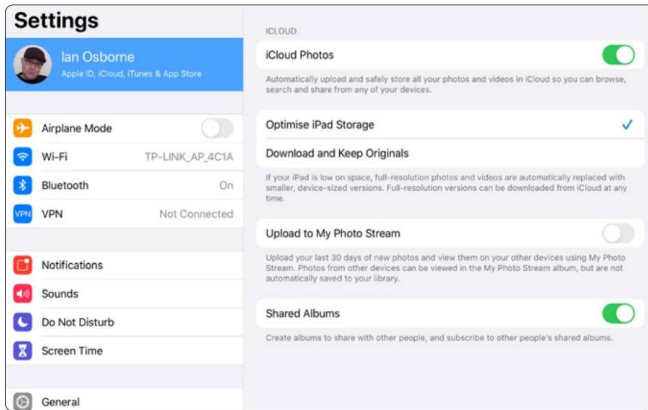 Settings
Ian Osborne
Apple ID, iCloud, iTunes & App Store
Airplane Mode
Wi-Fi TP-LINK_AP_4C1A
Bluetooth On
VPN VPN Not Connected
Notifications
Sounds
Do Not Disturb
Screen Time
General
ICLOUD
iCloud Photos
Automatically upload and safely store all your photos and videos in iCloud so you can browse,
search and share from any of your devices.
Optimise iPad Storage
Download and Keep Originals
If your iPad is low on space, full-resolution photos and videos are automatically replaced with
smaller, device-sized versions. Full-resolution versions can be downloaded from iCloud at any
time.
Upload to My Photo Stream
Upload your last 30 days of new photos and view them on your other devices using My Photo
Stream. Photos from other devices can be viewed in the My Photo Stream album, but are not
automatically saved to your library.
Shared Albums
Create albums to share with other people, and subscribe to other people's shared albums.